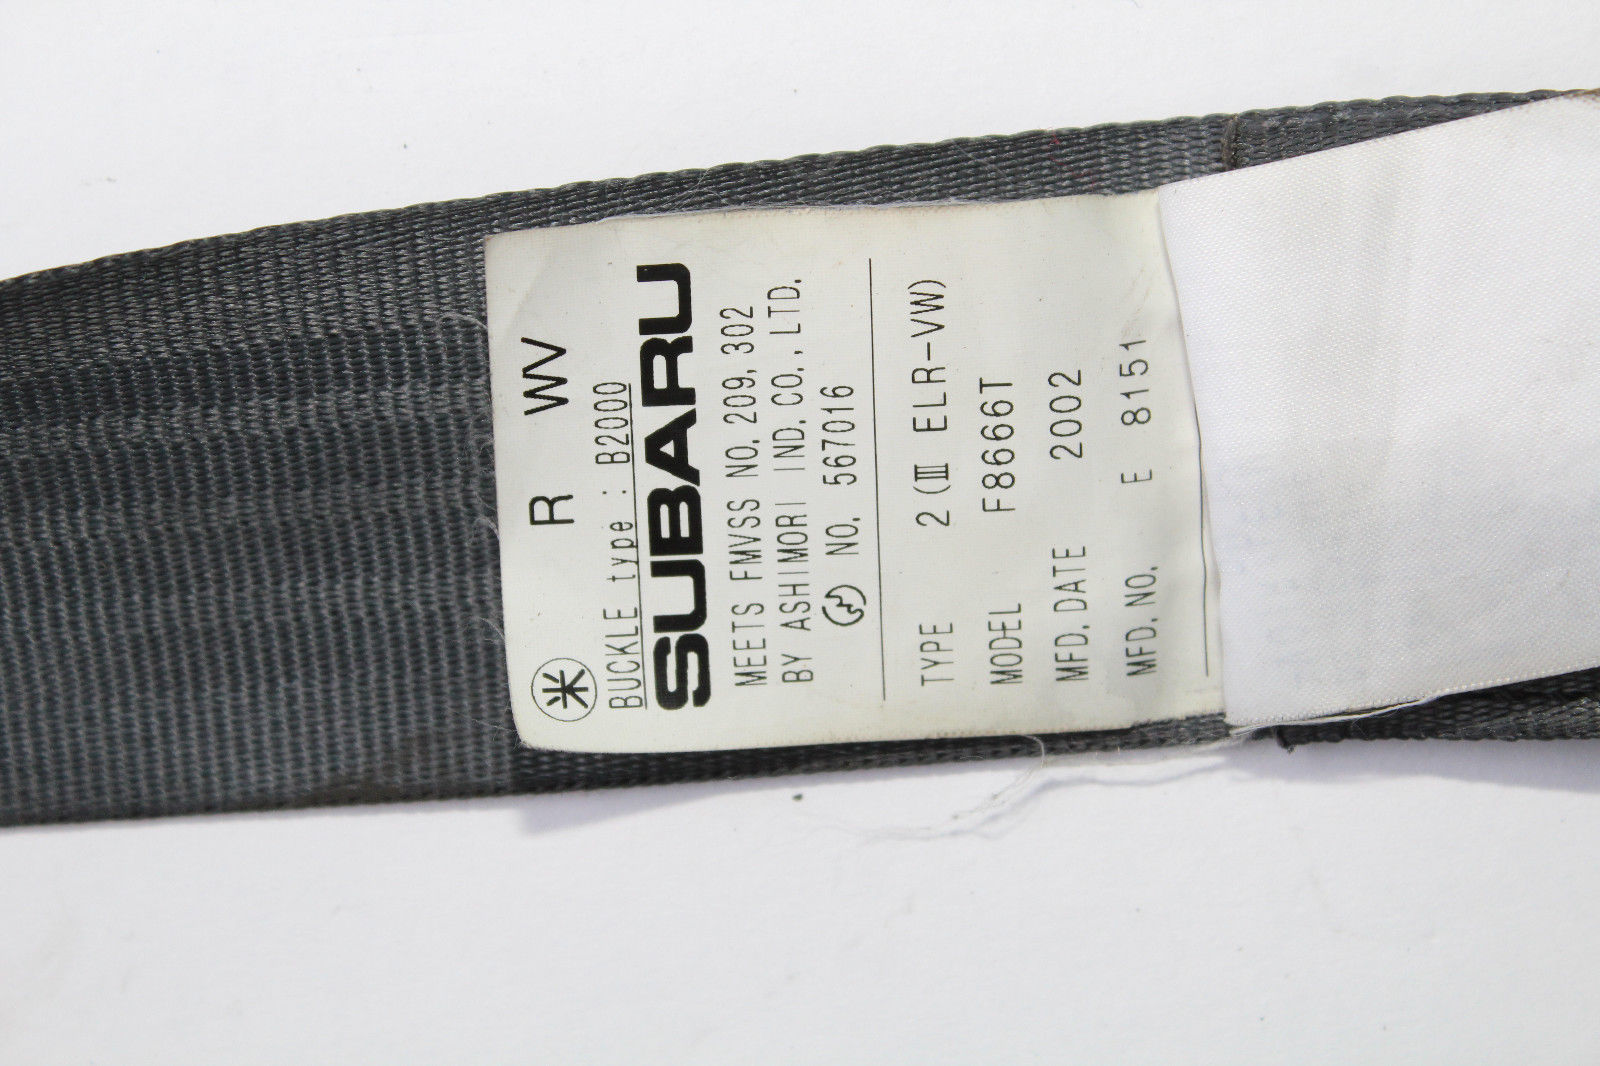 R WV
米 BUCKLE type : B2000
SUBARU
MEETS FMVSS NO. 209, 302
BY ASHIMORI IND. CO., LTD.
NO. 567016
TYPE 2 (Ⅲ ELR-VW)
MODEL F8666T
MFD. DATE 2002
MFD. NO. E 8151